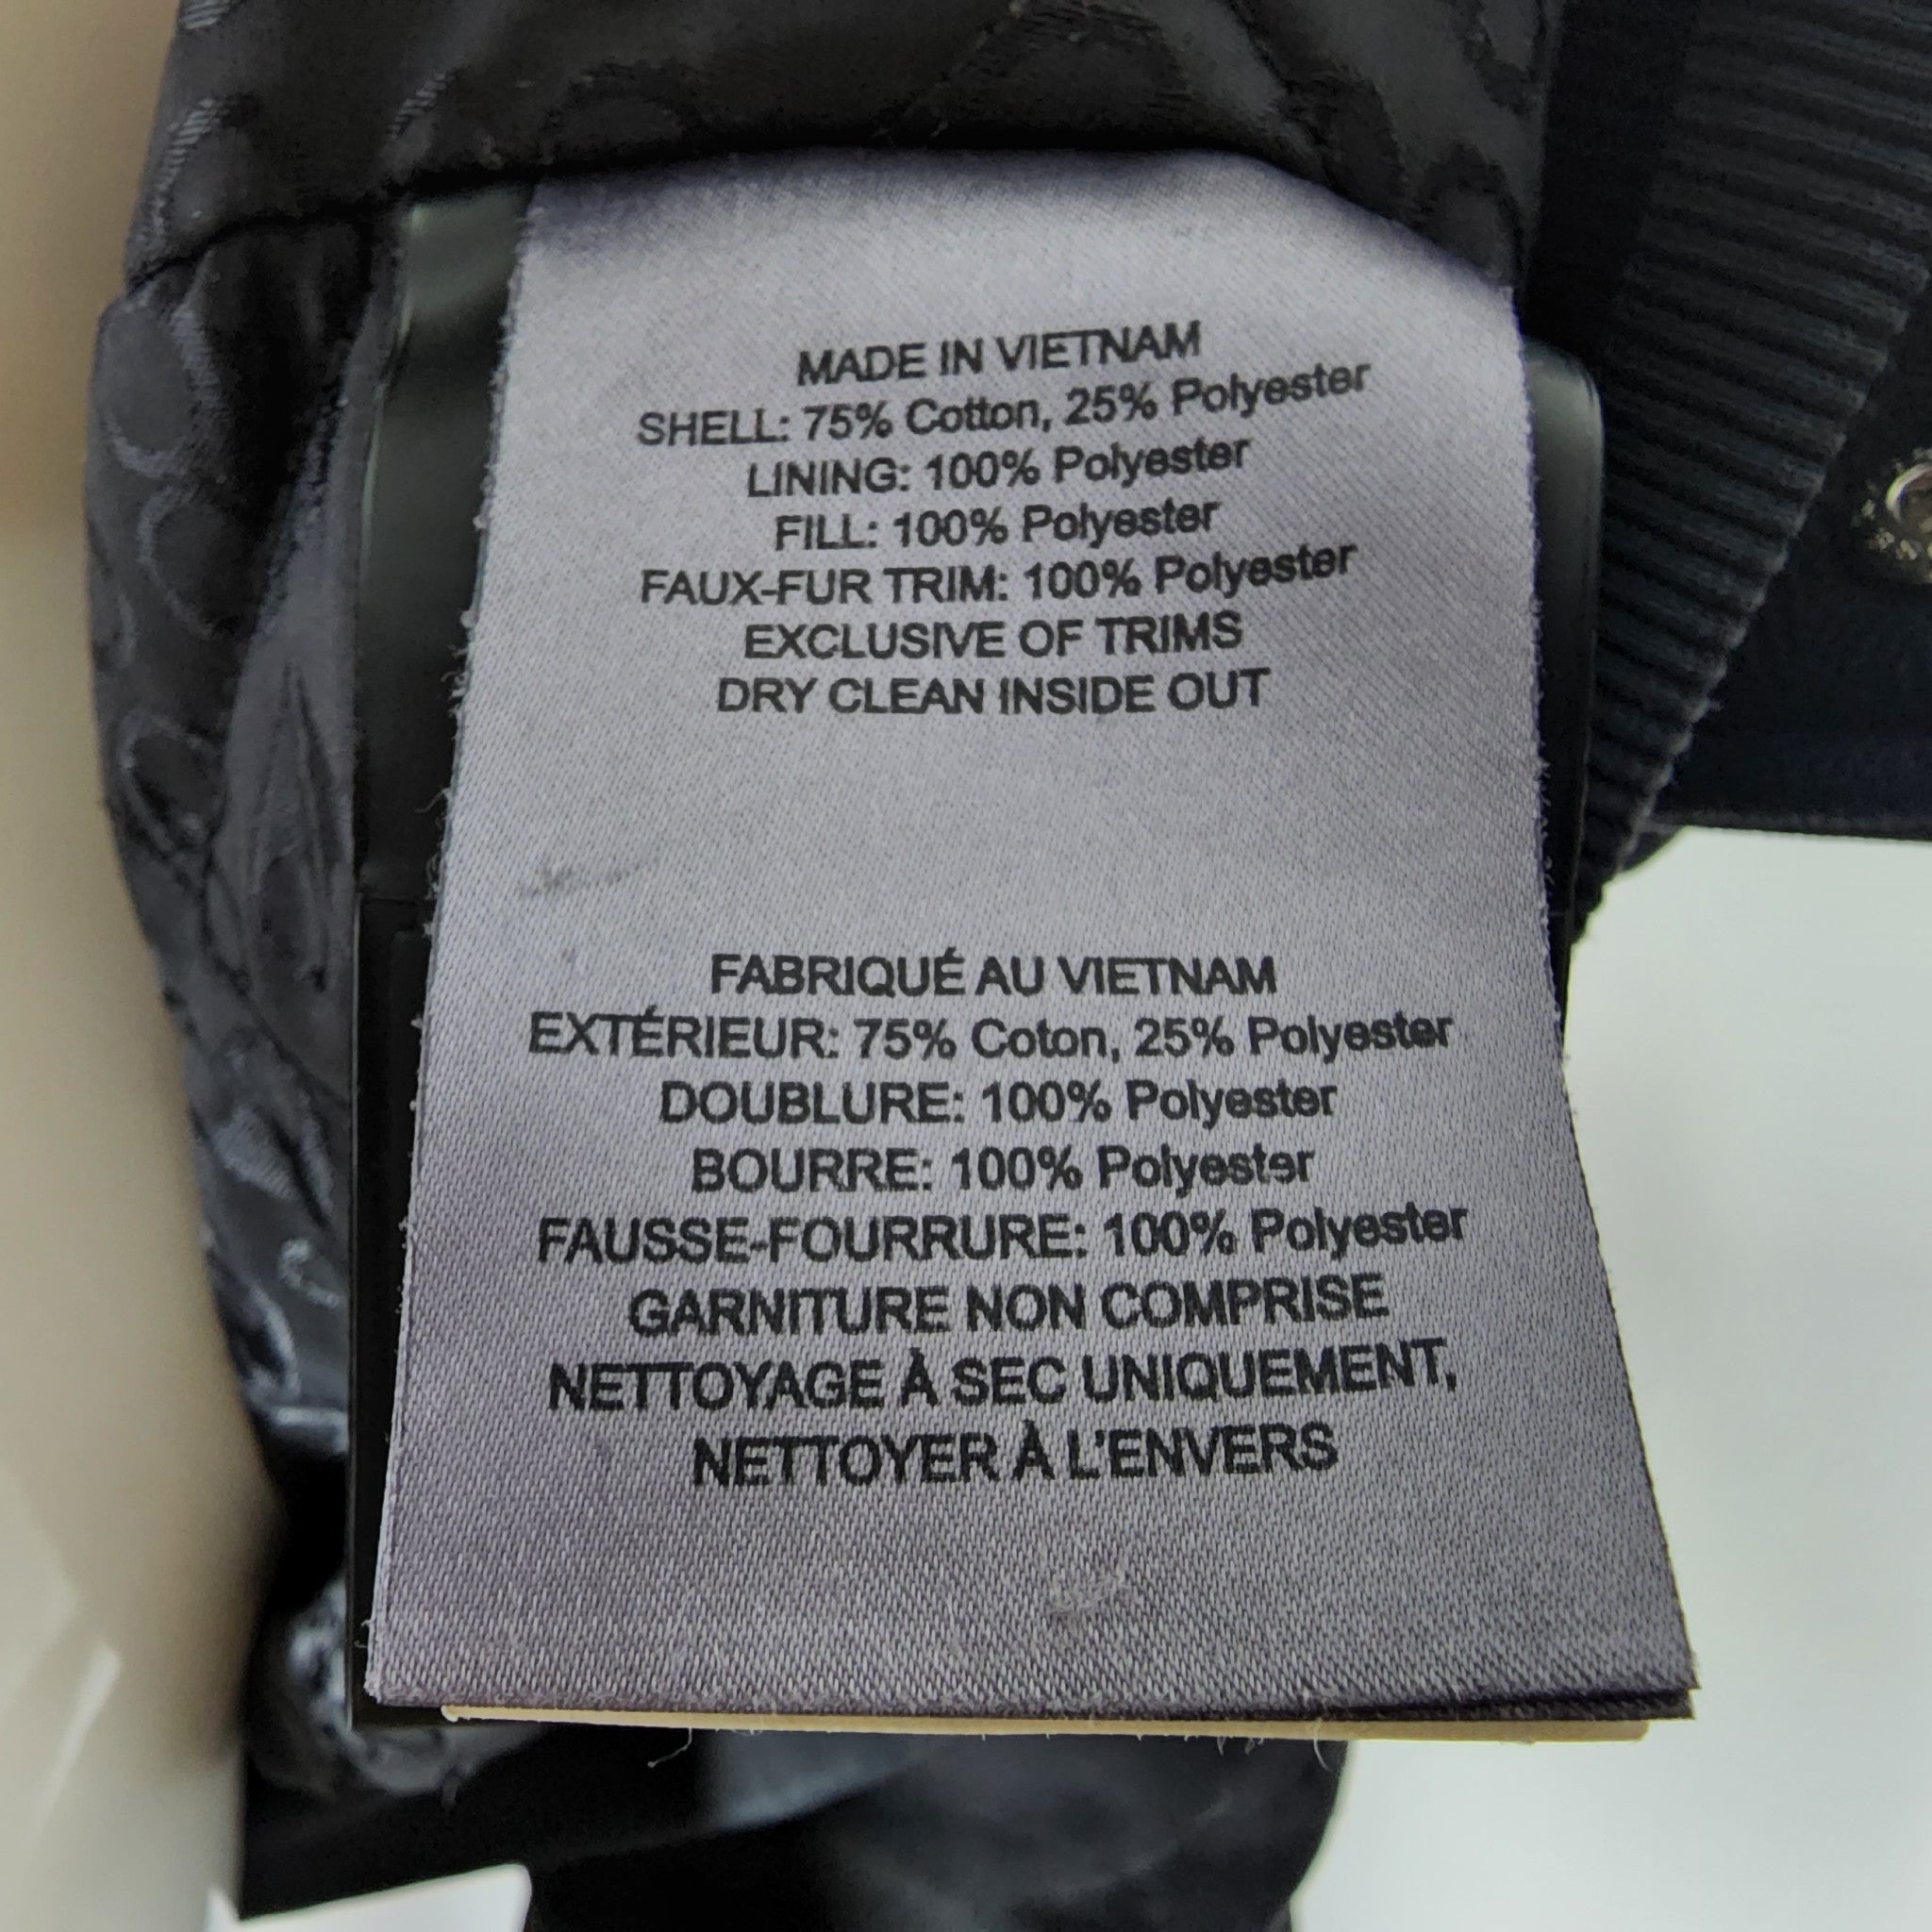 MADE IN VIETNAM
SHELL: 75% Cotton, 25% Polyester
LINING: 100% Polyester
FILL: 100% Polyester
FAUX-FUR TRIM: 100% Polyester
EXCLUSIVE OF TRIMS
DRY CLEAN INSIDE OUT
FABRIQUÉ AU VIETNAM
EXTÉRIEUR: 75% Coton, 25% Polyester
DOUBLURE: 100% Polyester
BOURRE: 100% Polyester
FAUSSE-FOURRURE: 100% Polyester
GARNITURE NON COMPRISE
NETTOYAGE À SEC UNIQUEMENT,
NETTOYER À L'ENVERS